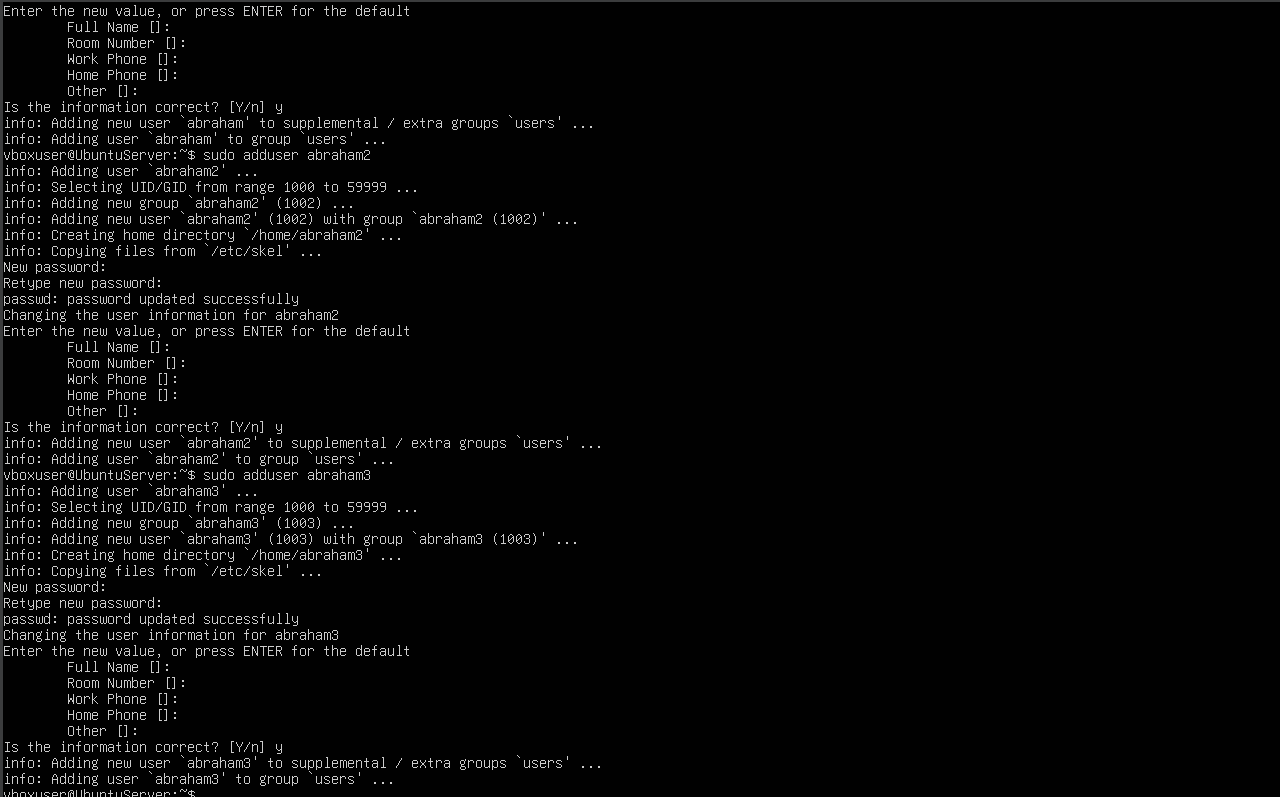 Enter the new value, or press ENTER for the default
        Full Name []:
        Room Number []:
        Work Phone []:
        Home Phone []:
        Other []:
Is the information correct? [Y/n] y
info: Adding new user `abraham' to supplemental / extra groups `users' ...
info: Adding user `abraham' to group `users' ...
vboxuser@UbuntuServer:~$ sudo adduser abraham2
info: Adding user `abraham2' ...
info: Selecting UID/GID from range 1000 to 59999 ...
info: Adding new group `abraham2' (1002) ...
info: Adding new user `abraham2' (1002) with group `abraham2 (1002)' ...
info: Creating home directory `/home/abraham2' ...
info: Copying files from `/etc/skel' ...
New password:
Retype new password:
passwd: password updated successfully
Changing the user information for abraham2
Enter the new value, or press ENTER for the default
        Full Name []:
        Room Number []:
        Work Phone []:
        Home Phone []:
        Other []:
Is the information correct? [Y/n] y
info: Adding new user `abraham2' to supplemental / extra groups `users' ...
info: Adding user `abraham2' to group `users' ...
vboxuser@UbuntuServer:~$ sudo adduser abraham3
info: Adding user `abraham3' ...
info: Selecting UID/GID from range 1000 to 59999 ...
info: Adding new group `abraham3' (1003) ...
info: Adding new user `abraham3' (1003) with group `abraham3 (1003)' ...
info: Creating home directory `/home/abraham3' ...
info: Copying files from `/etc/skel' ...
New password:
Retype new password:
passwd: password updated successfully
Changing the user information for abraham3
Enter the new value, or press ENTER for the default
        Full Name []:
        Room Number []:
        Work Phone []:
        Home Phone []:
        Other []:
Is the information correct? [Y/n] y
info: Adding new user `abraham3' to supplemental / extra groups `users' ...
info: Adding user `abraham3' to group `users' ...
vboxuser@UbuntuServer:~$